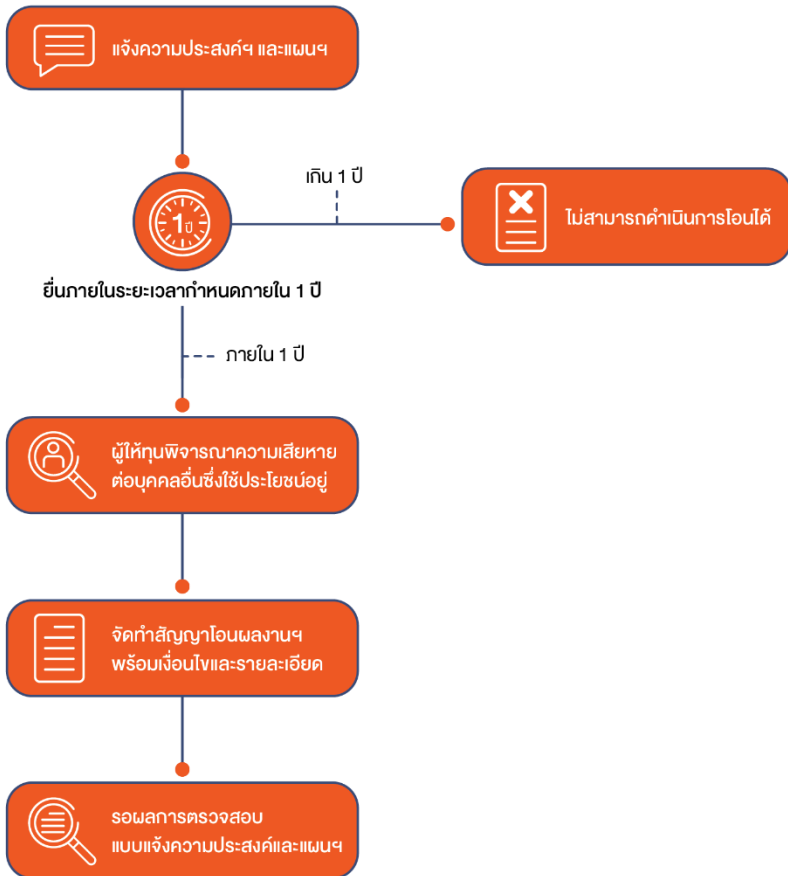 แจ้งความประสงค์ฯ และแผนฯ
เกิน 1 ปี
1 ปี
ไม่สามารถดำเนินการโอนได้
ยื่นภายในระยะเวลากำหนดภายใน 1 ปี
ภายใน 1 ปี
ผู้ให้ทุนพิจารณาความเสียหาย
ต่อบุคคลอื่นซึ่งใช้ประโยชน์อยู่
จัดทำสัญญาโอนผลงานฯ
พร้อมเงื่อนไขและรายละเอียด
รอผลการตรวจสอบ
แบบแจ้งความประสงค์และแผนฯ